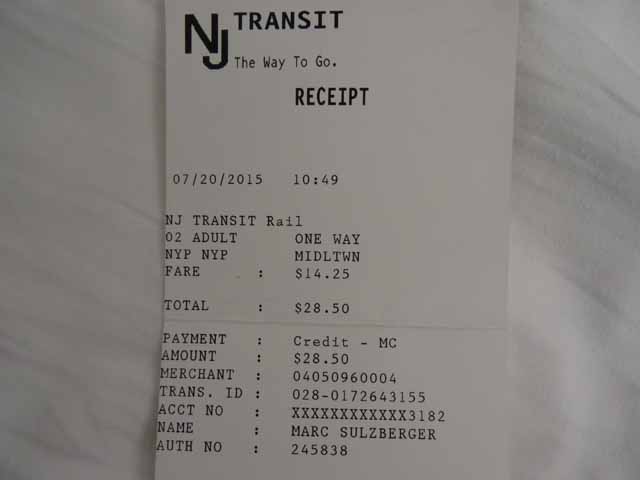 NJ TRANSIT
The Way To Go.
RECEIPT
07/20/2015 10:49
NJ TRANSIT Rail
02 ADULT ONE WAY
NYP NYP MIDLTWN
FARE : $14.25
TOTAL : $28.50
PAYMENT : Credit - MC
AMOUNT : $28.50
MERCHANT : 04050960004
TRANS. ID : 028-0172643155
ACCT NO : XXXXXXXXXXXX3182
NAME : MARC SULZBERGER
AUTH NO : 245838